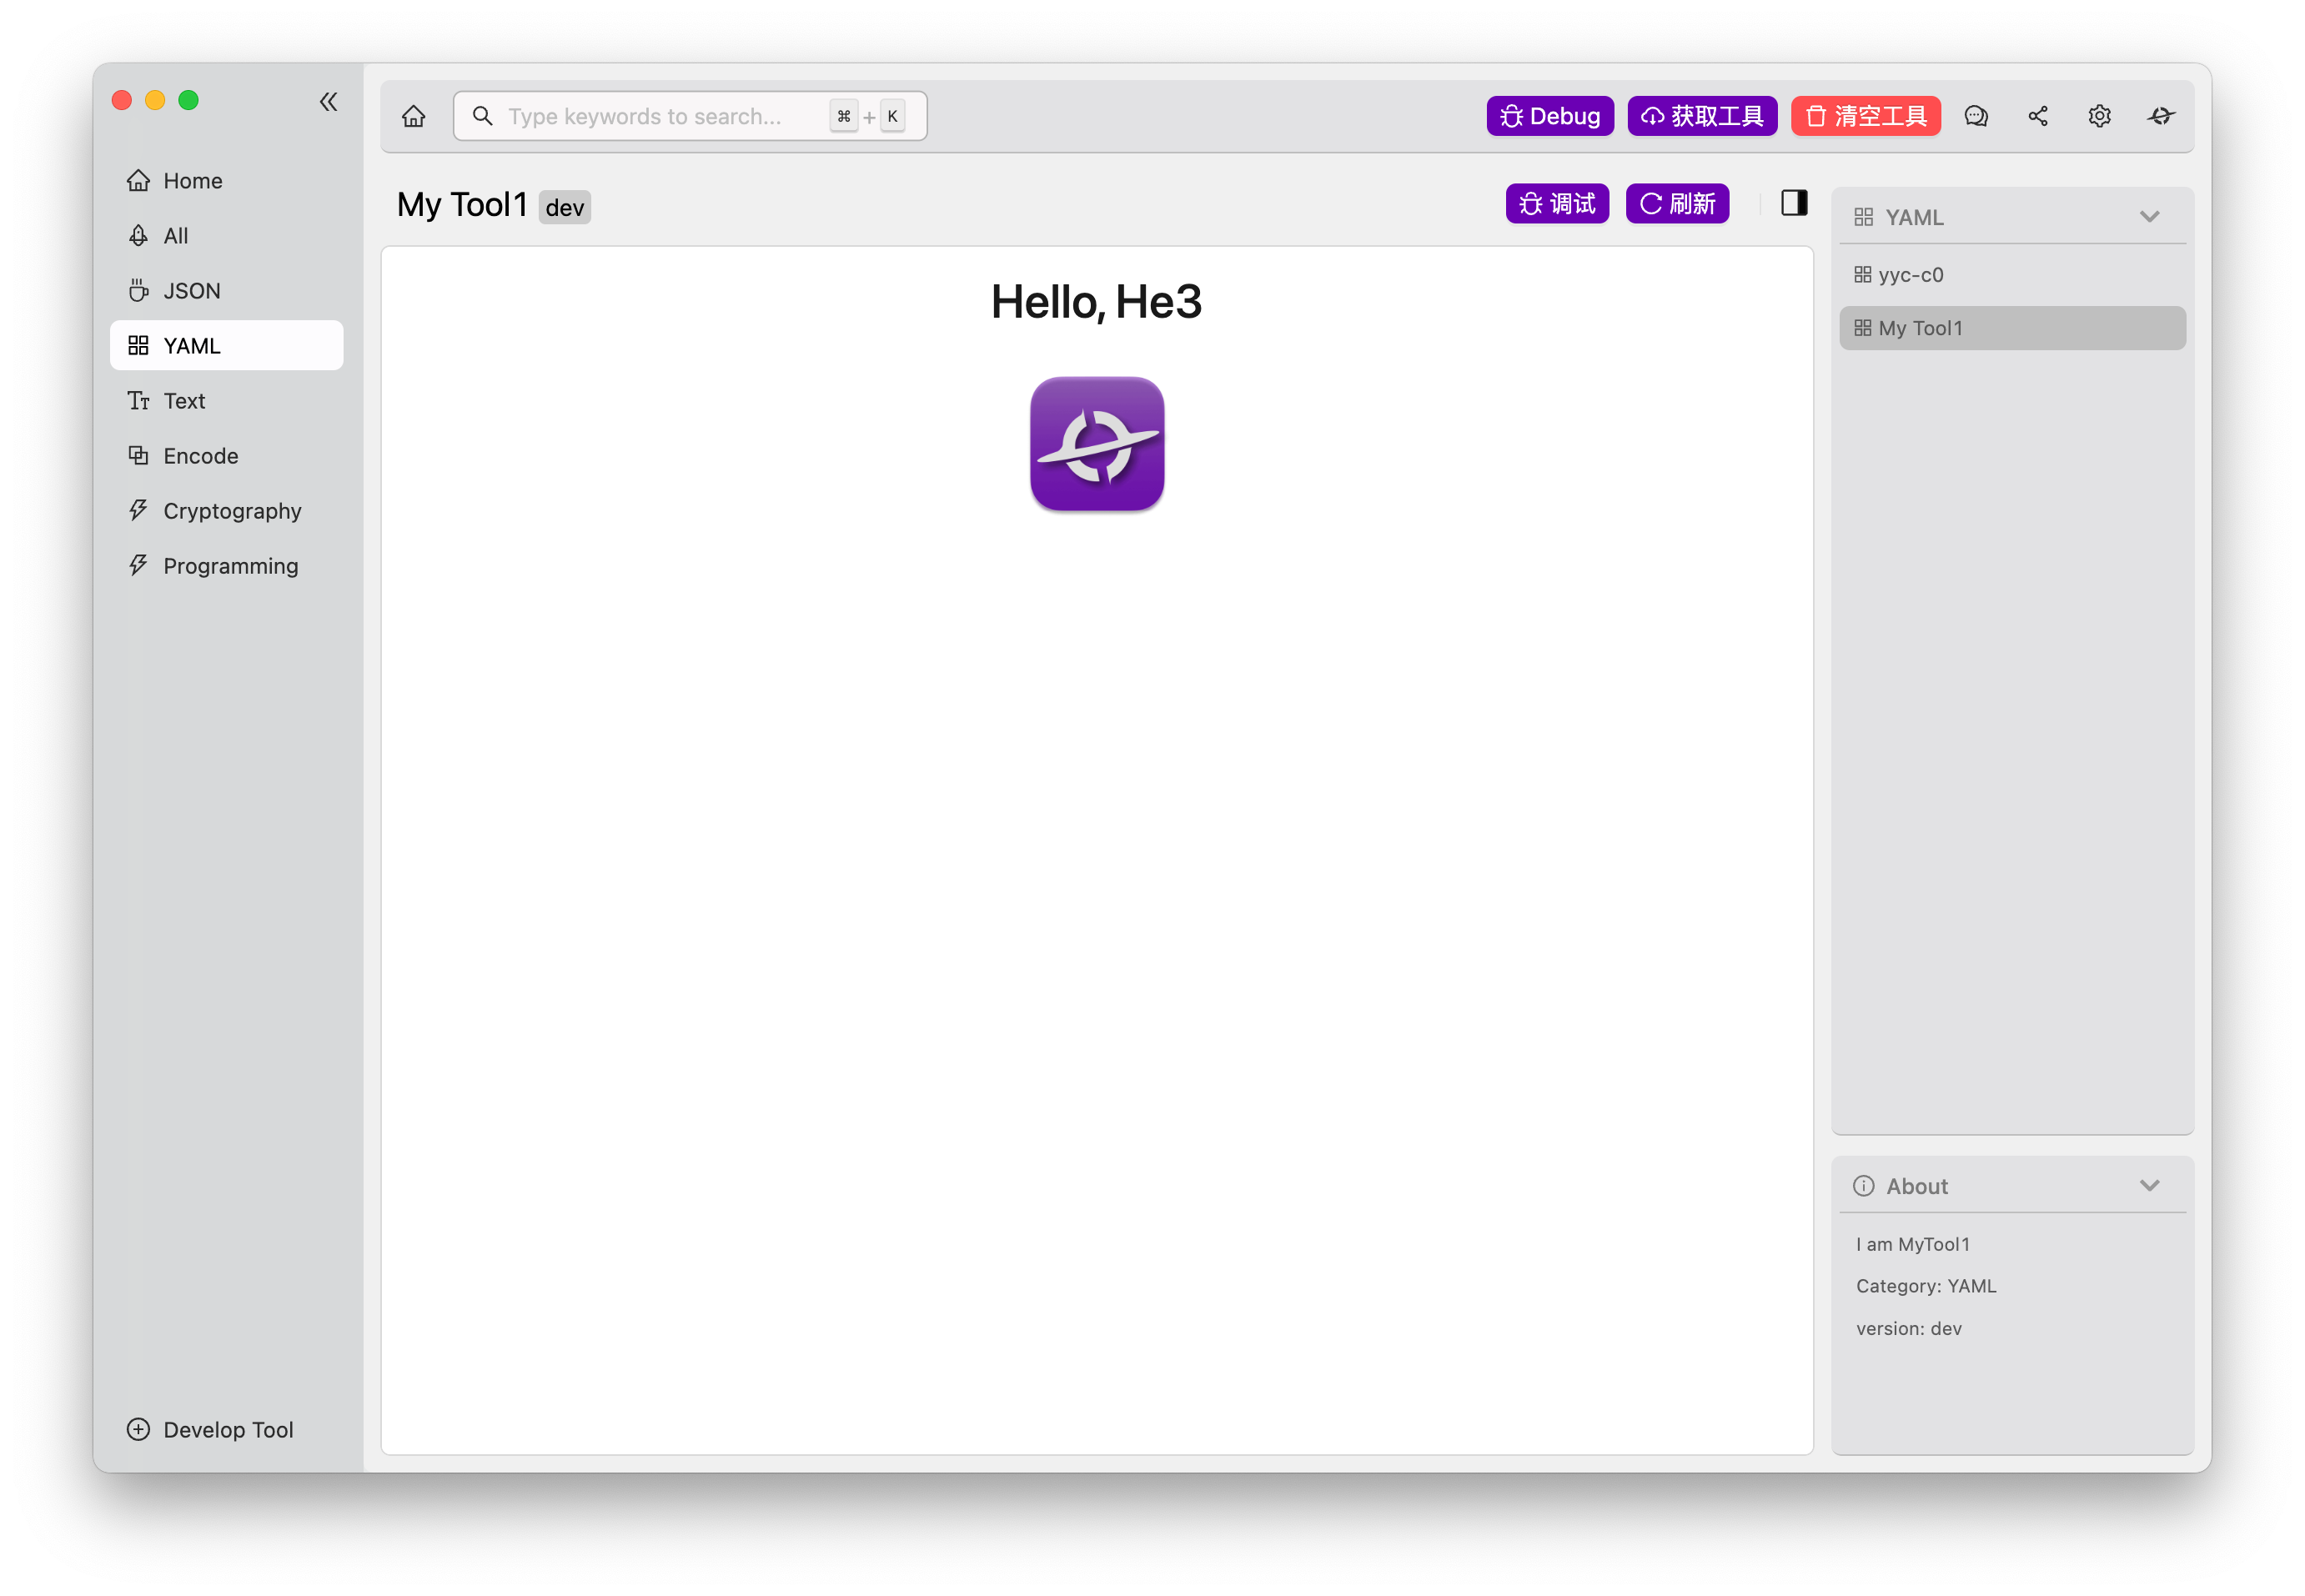 Home
All
JSON
YAML
Text
Encode
Cryptography
Programming
Develop Tool
Type keywords to search... ⌘ + K
Debug 获取工具 清空工具
My Tool1 dev
调试 刷新
Hello, He3
YAML
yyc-c0
My Tool1
About
I am MyTool1
Category: YAML
version: dev